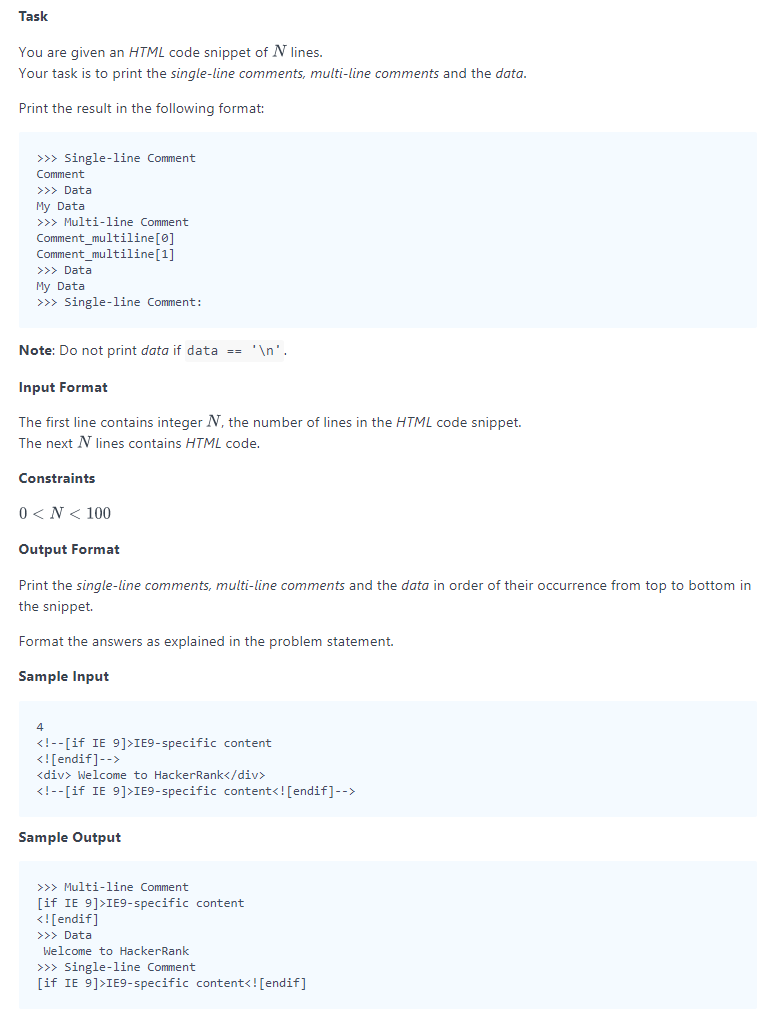 Task
You are given an HTML code snippet of N lines.
Your task is to print the single-line comments, multi-line comments and the data.
Print the result in the following format:
>>> Single-line Comment
Comment
>>> Data
My Data
>>> Multi-line Comment
Comment_multiline[0]
Comment_multiline[1]
>>> Data
My Data
>>> Single-line Comment:
Note: Do not print data if data == '\n'.
Input Format
The first line contains integer N, the number of lines in the HTML code snippet.
The next N lines contains HTML code.
Constraints
0 < N < 100
Output Format
Print the single-line comments, multi-line comments and the data in order of their occurrence from top to bottom in
the snippet.
Format the answers as explained in the problem statement.
Sample Input
4
<!--[if IE 9]>IE9-specific content
<![endif]-->
<div> Welcome to HackerRank</div>
<!--[if IE 9]>IE9-specific content<![endif]-->
Sample Output
>>> Multi-line Comment
[if IE 9]>IE9-specific content
<![endif]
>>> Data
 Welcome to HackerRank
>>> Single-line Comment
[if IE 9]>IE9-specific content<![endif]